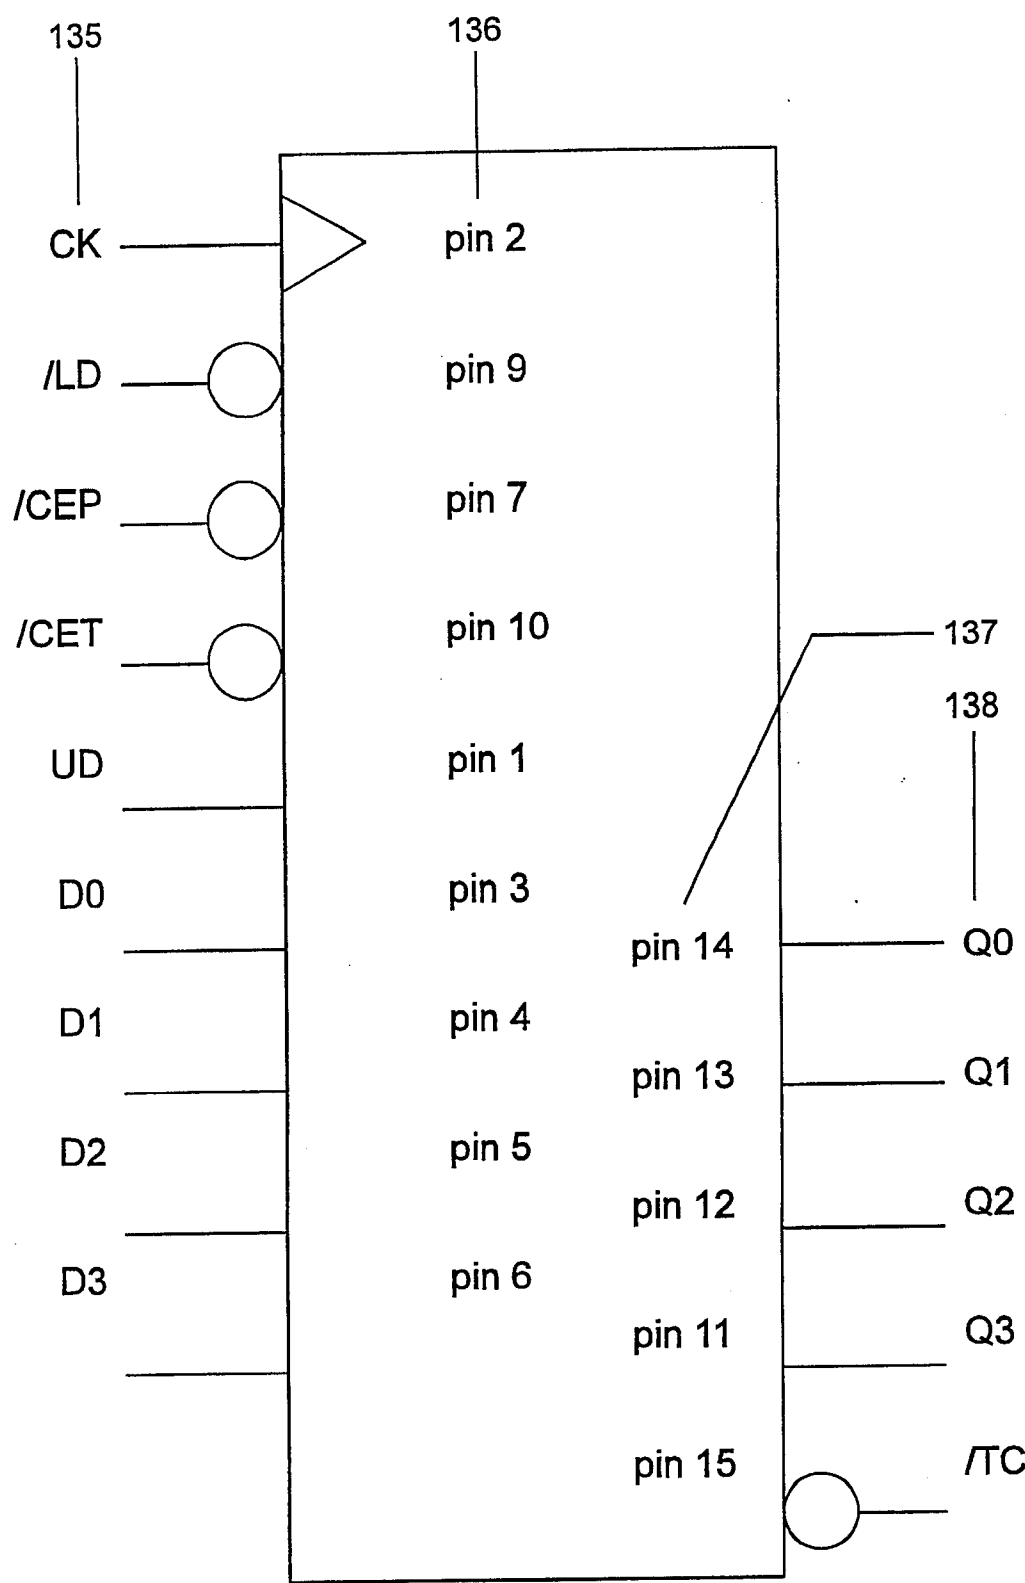 135 136
CK pin 2
/LD pin 9
/CEP pin 7
/CET pin 10 137
138
UD pin 1
D0 pin 3
pin 14 Q0
D1 pin 4
pin 13 Q1
D2 pin 5
pin 12 Q2
D3 pin 6
pin 11 Q3
pin 15 /TC